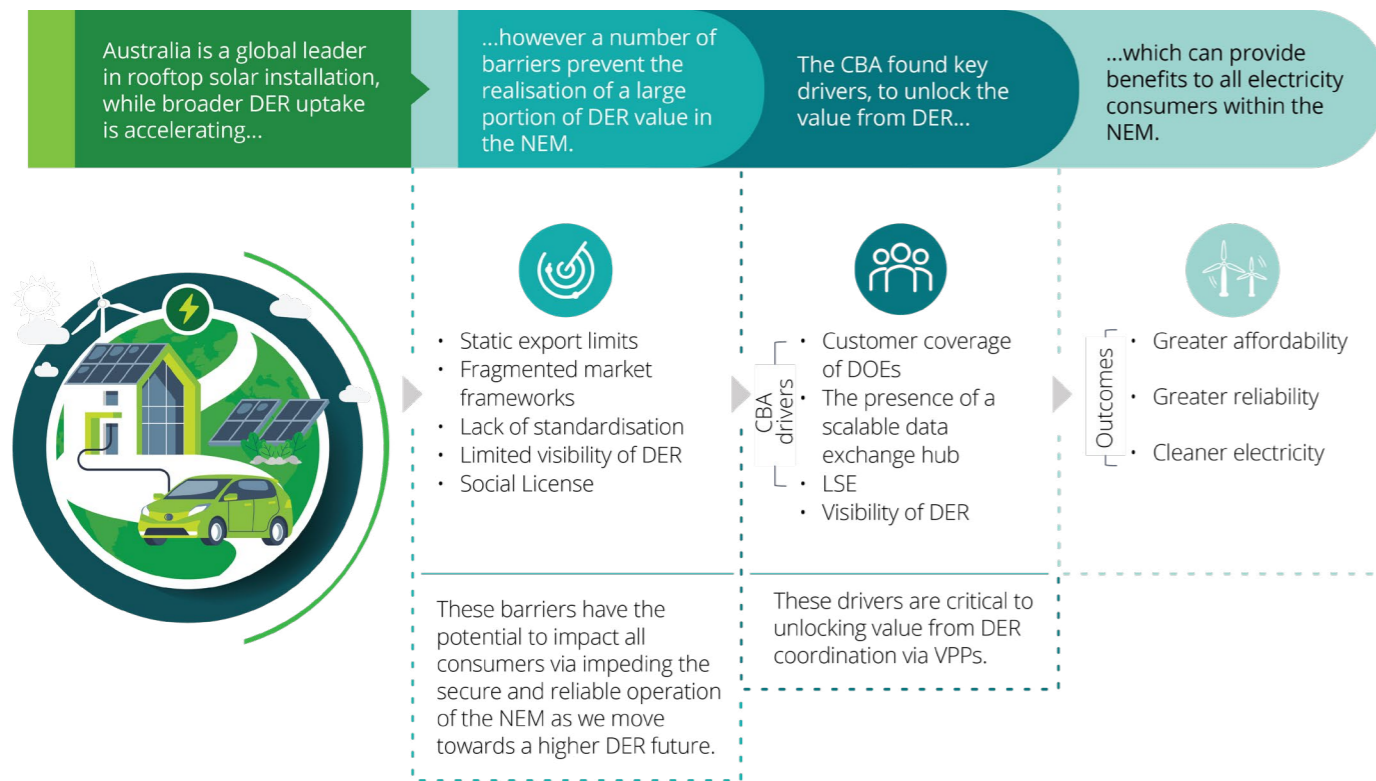 Australia is a global leader
in rooftop solar installation,
while broader DER uptake
is accelerating...
...however a number of
barriers prevent the
realisation of a large
portion of DER value in
the NEM.
The CBA found key
drivers, to unlock the
value from DER...
...which can provide
benefits to all electricity
consumers within the
NEM.
• Static export limits
• Fragmented market
frameworks
• Lack of standardisation
• Limited visibility of DER
• Social License
These barriers have the
potential to impact all
consumers via impeding the
secure and reliable operation
of the NEM as we move
towards a higher DER future.
CBA
drivers
• Customer coverage
of DOEs
• The presence of a
scalable data
exchange hub
• LSE
• Visibility of DER
These drivers are critical to
unlocking value from DER
coordination via VPPs.
Outcomes
• Greater affordability
• Greater reliability
• Cleaner electricity